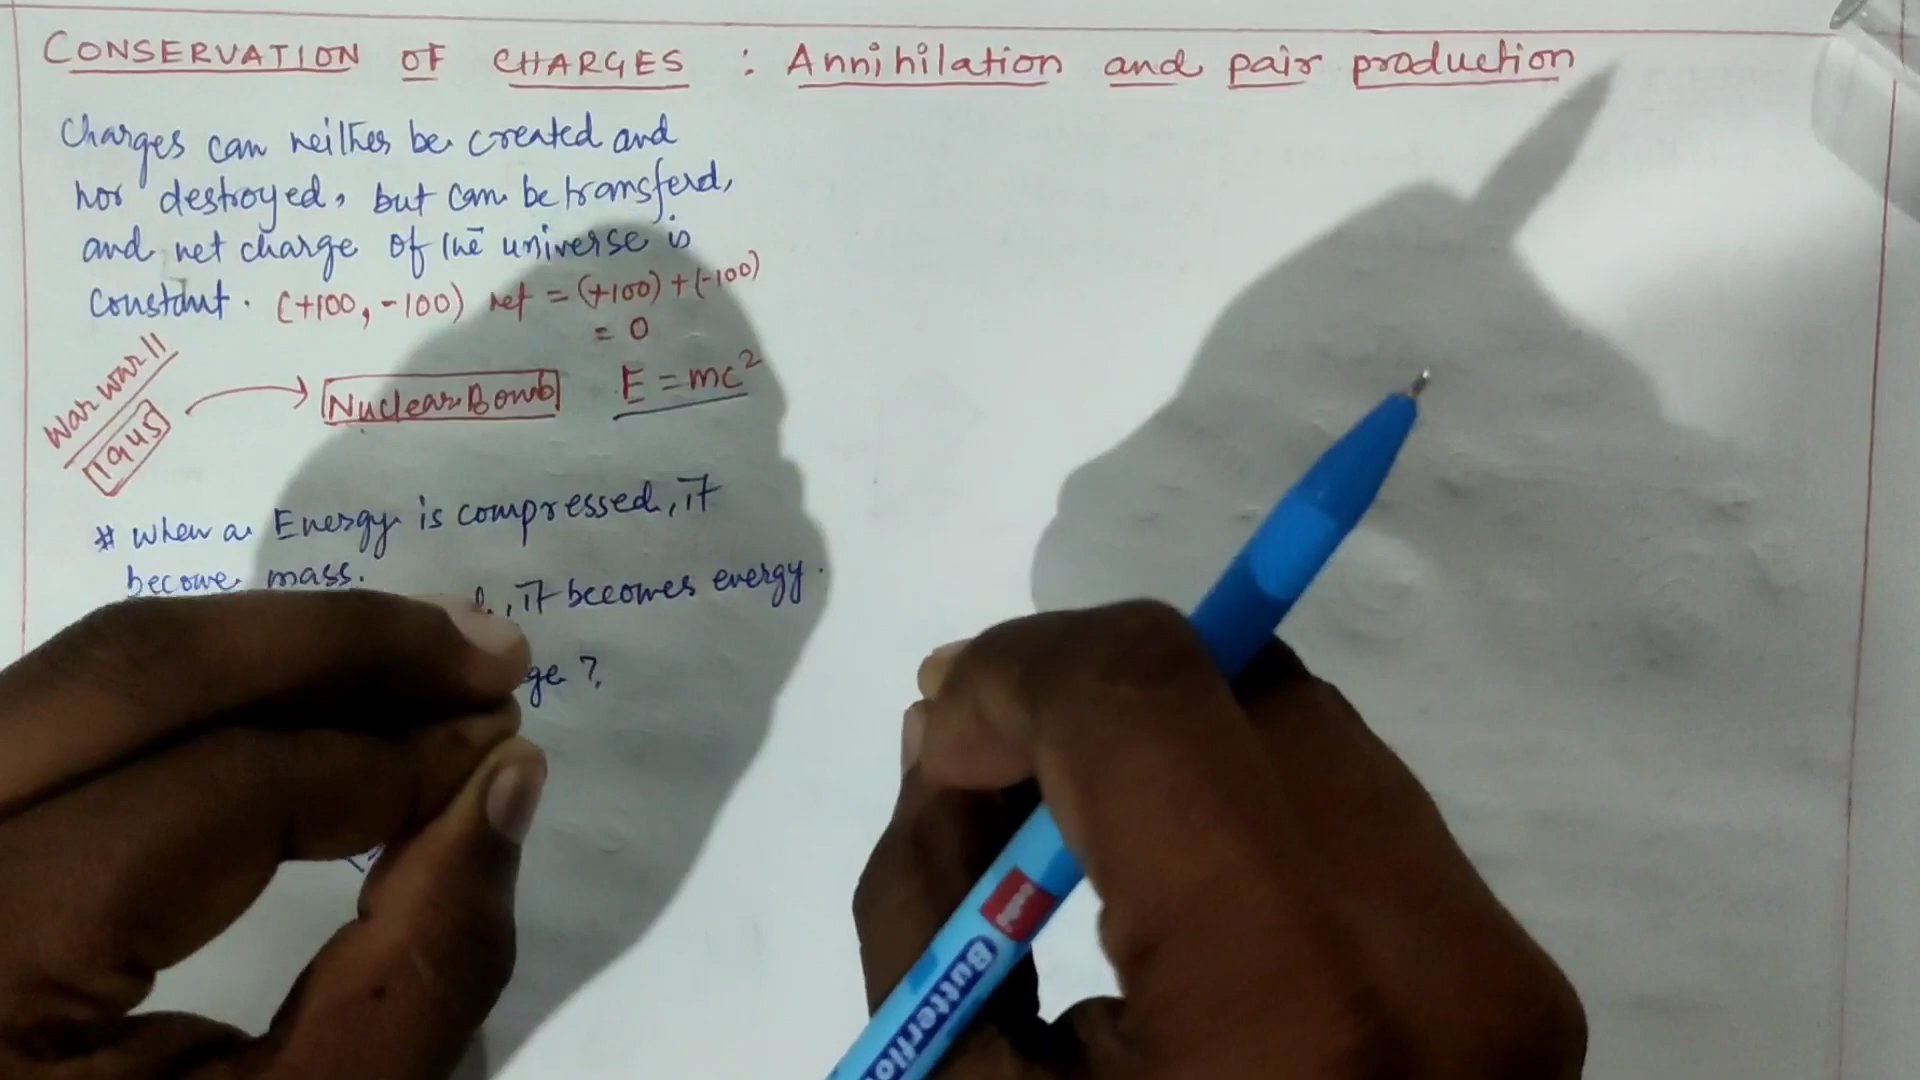 CONSERVATION OF CHARGES : Annihilation and pair production
Charges can neither be created and
nor destroyed, but can be transferd,
and net charge of the universe is
constant. (+100, -100) net = (+100) + (-100)
= 0
War war II
1945
Nuclear Bomb
E = mc²
* When a Energy is compressed, it
become mass.
, it becomes energy.
ge ?
Butterflo